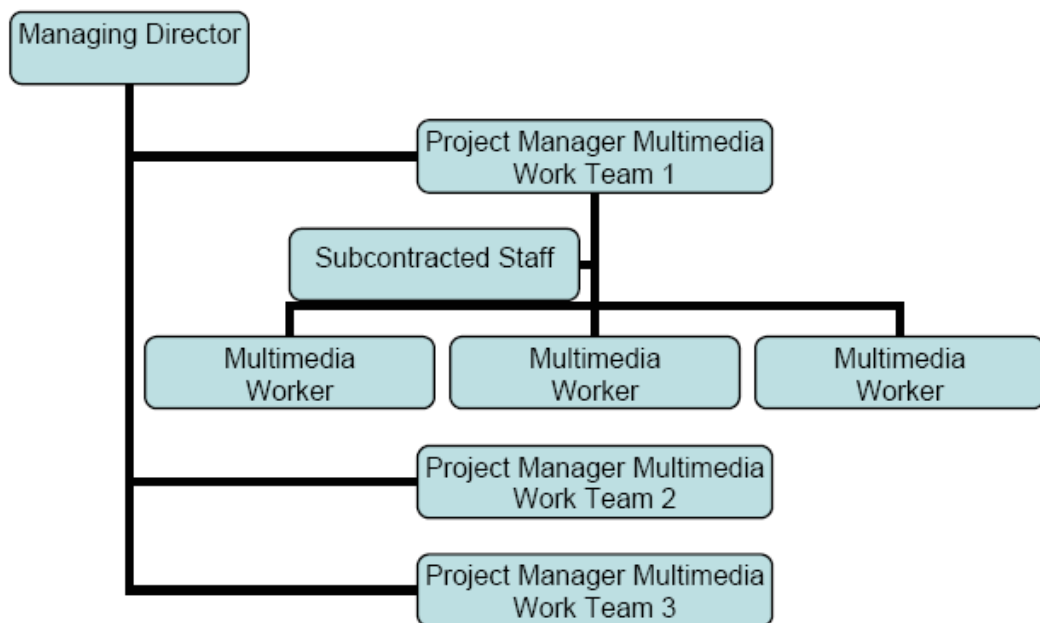 Managing Director
Project Manager Multimedia
Work Team 1
Subcontracted Staff
Multimedia
Worker
Multimedia
Worker
Multimedia
Worker
Project Manager Multimedia
Work Team 2
Project Manager Multimedia
Work Team 3